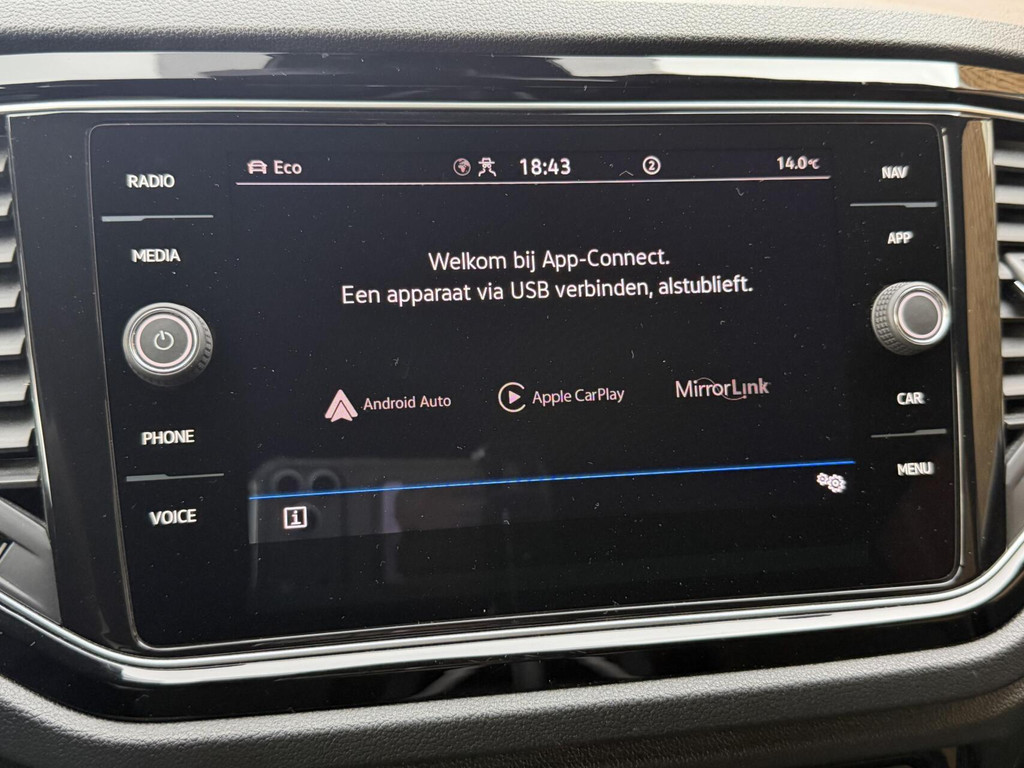 RADIO
MEDIA
PHONE
VOICE
Eco
18:43
2
14.0°C
Welkom bij App-Connect.
Een apparaat via USB verbinden, alstublieft.
Android Auto
Apple CarPlay
MirrorLink
i
NAV
APP
CAR
MENU